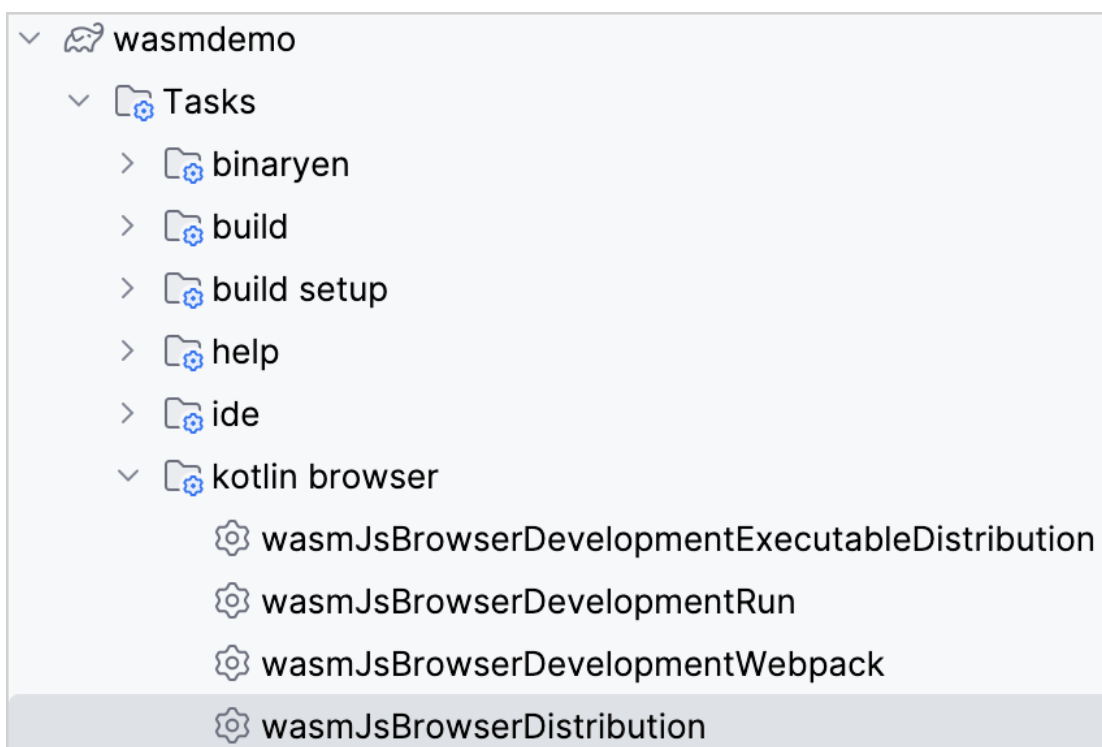 wasmdemo
Tasks
binaryen
build
build setup
help
ide
kotlin browser
wasmJsBrowserDevelopmentExecutableDistribution
wasmJsBrowserDevelopmentRun
wasmJsBrowserDevelopmentWebpack
wasmJsBrowserDistribution